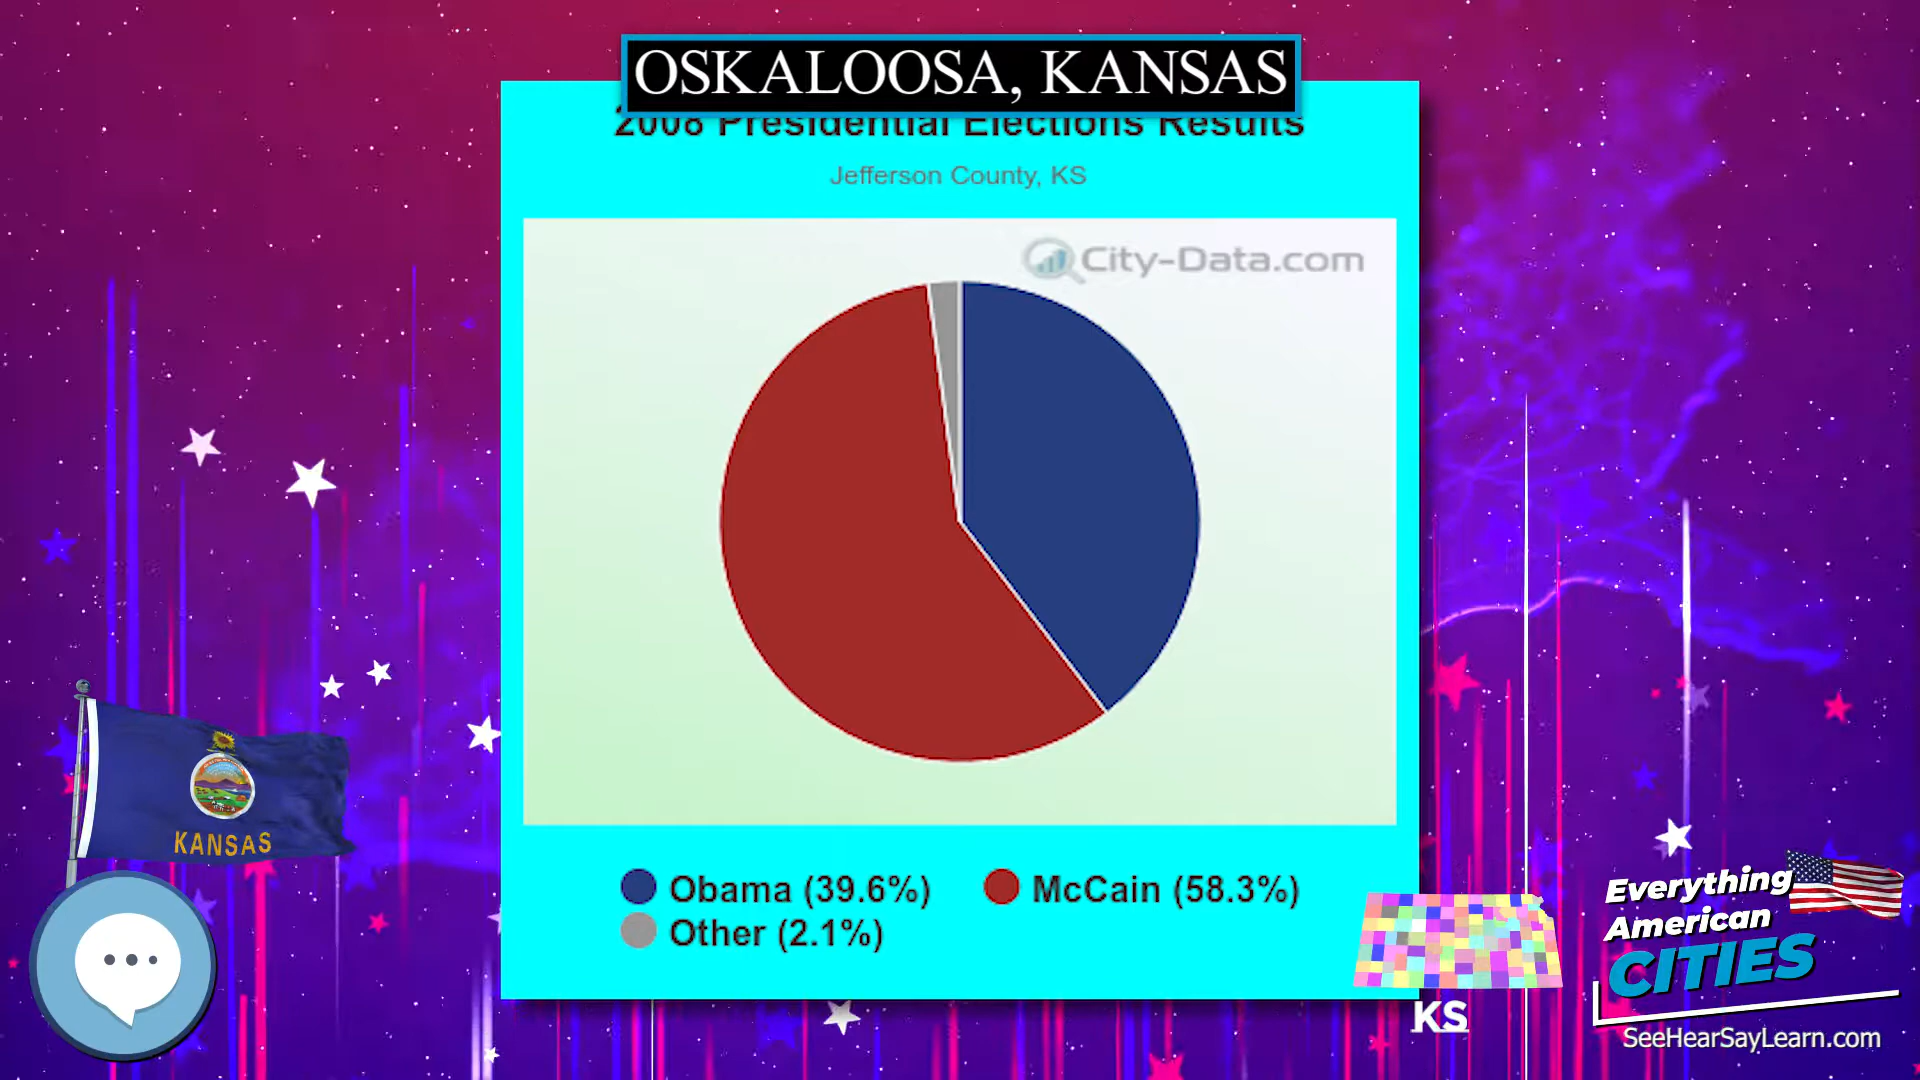 OSKALOOSA, KANSAS
2008 Presidential Elections Results
Jefferson County, KS
City-Data.com
Obama (39.6%) McCain (58.3%)
Other (2.1%)
KANSAS
KS
Everything
American
CITIES
SeeHearSayLearn.com